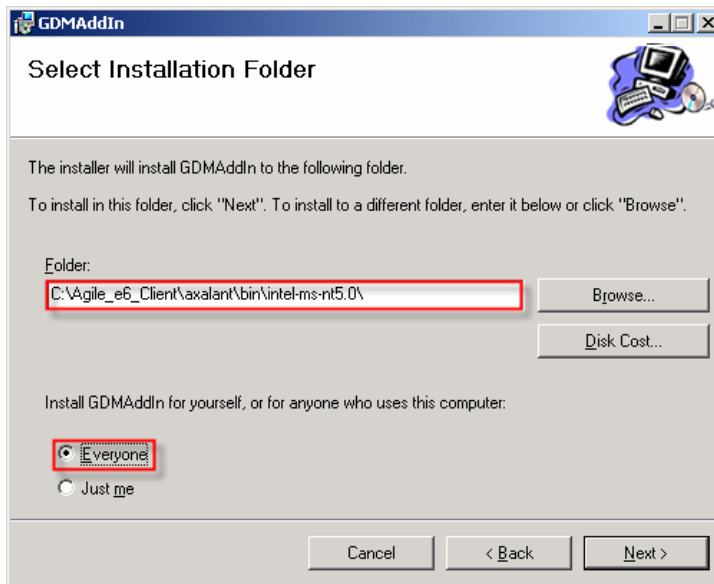 GDMAddIn
Select Installation Folder
The installer will install GDMAddIn to the following folder.
To install in this folder, click "Next". To install to a different folder, enter it below or click "Browse".
Folder:
C:\Agile_e6_Client\axalant\bin\intel-ms-nt5.0\
Browse...
Disk Cost...
Install GDMAddIn for yourself, or for anyone who uses this computer:
Everyone
Just me
Cancel < Back Next >